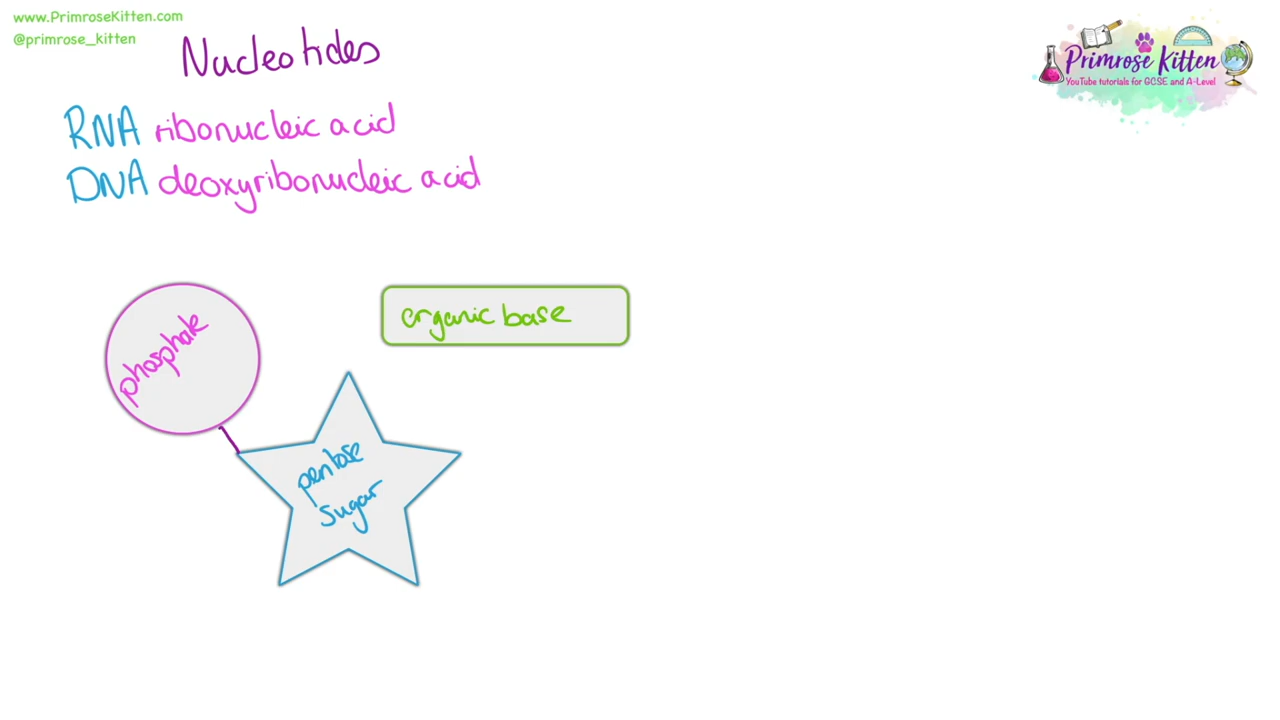 www.PrimroseKitten.com
@primrose_kitten
Nucleotides
Primrose Kitten
YouTube tutorials for GCSE and A-Level
RNA ribonucleic acid
DNA deoxyribonucleic acid
phosphate
organic base
pentose
sugar